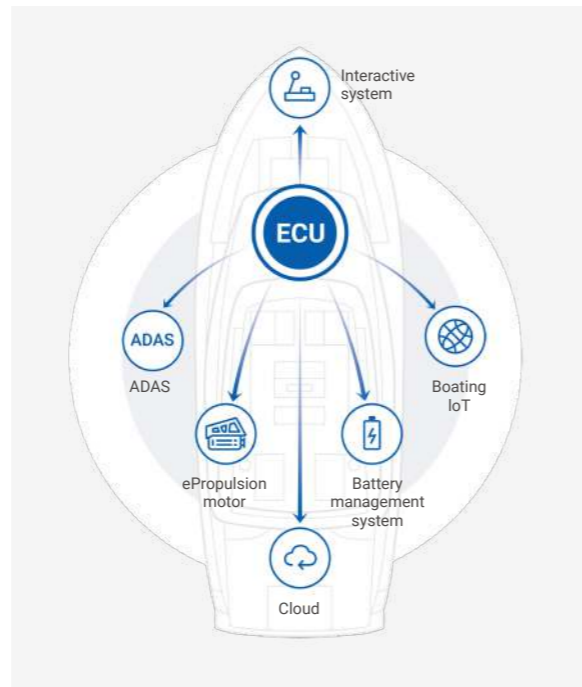 Interactive
system
ECU
ADAS
ADAS
Boating
IoT
ePropulsion
motor
Battery
management
system
Cloud